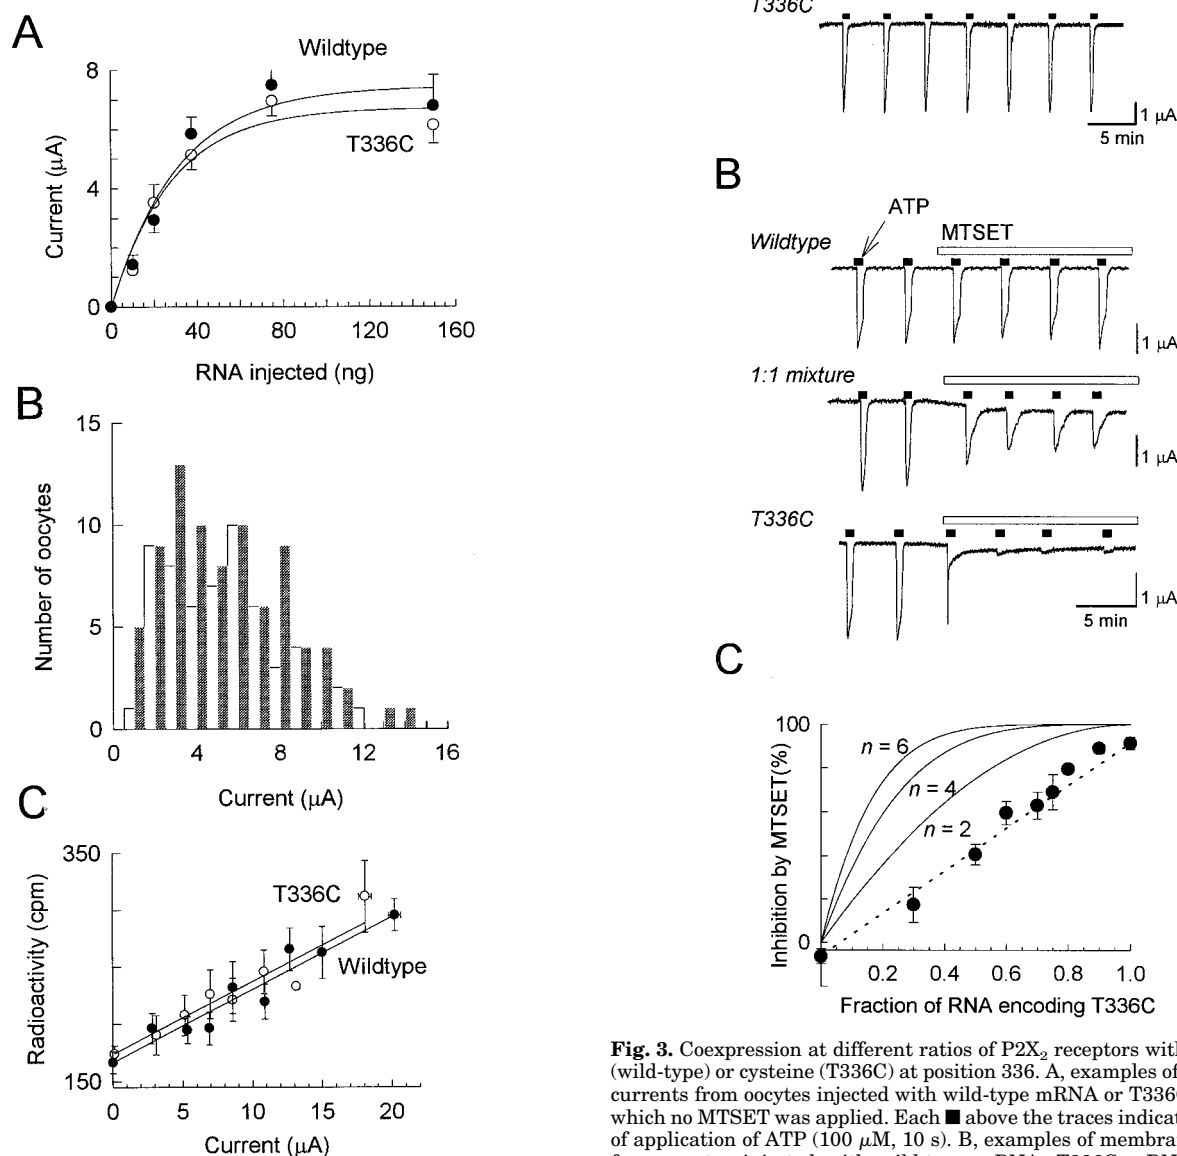 A
Wildtype
T336C
8
4
0
Current (μA)
0 40 80 120 160
RNA injected (ng)
B
15
10
5
0
Number of oocytes
0 4 8 12 16
Current (μA)
C
350
150
Radioactivity (cpm)
T336C
Wildtype
0 5 10 15 20
Current (μA)
T336C
1 μA
5 min
B
ATP
MTSET
Wildtype
1 μA
1:1 mixture
1 μA
T336C
1 μA
5 min
C
100
0
Inhibition by MTSET(%)
n = 6
n = 4
n = 2
0.2 0.4 0.6 0.8 1.0
Fraction of RNA encoding T336C
Fig. 3. Coexpression at different ratios of P2X₂ receptors with
(wild-type) or cysteine (T336C) at position 336. A, examples of
currents from oocytes injected with wild-type mRNA or T336C
which no MTSET was applied. Each ■ above the traces indicat
of application of ATP (100 μM, 10 s). B, examples of membran